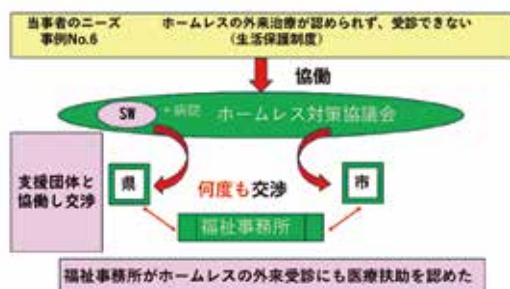 当事者のニーズ
事例No.6
ホームレスの外来治療が認められず、受診できない
(生活保護制度)
協働
SW
+病院
ホームレス対策協議会
支援団体と
協働し交渉
県
何度も交渉
市
福祉事務所
福祉事務所がホームレスの外来受診にも医療扶助を認めた